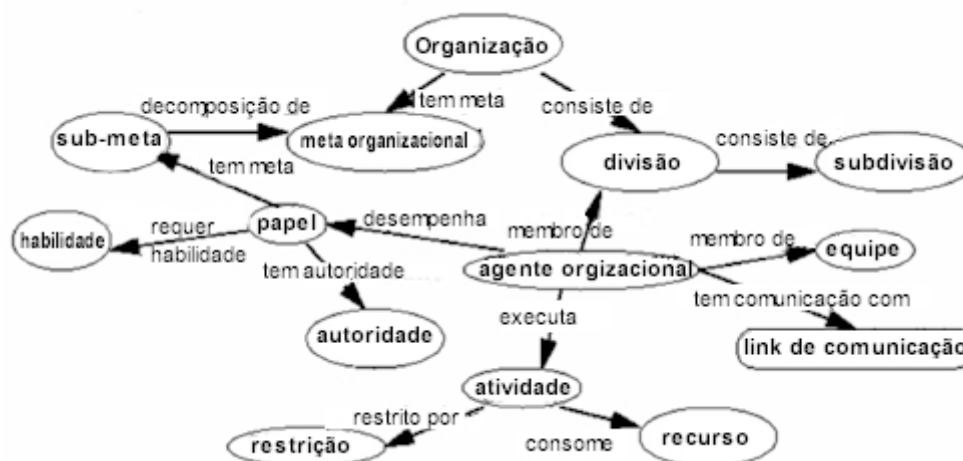 Organização
decomposição de
tem meta
consiste de
sub-meta
meta organizacional
divisão
consiste de
subdivisão
tem meta
papel
desempenha
habilidade
requer
habilidade
membro de
membro de
equipe
tem autoridade
agente orgizacional
tem comunicação com
autoridade
executa
link de comunicação
atividade
restrito por
restrição
consome
recurso